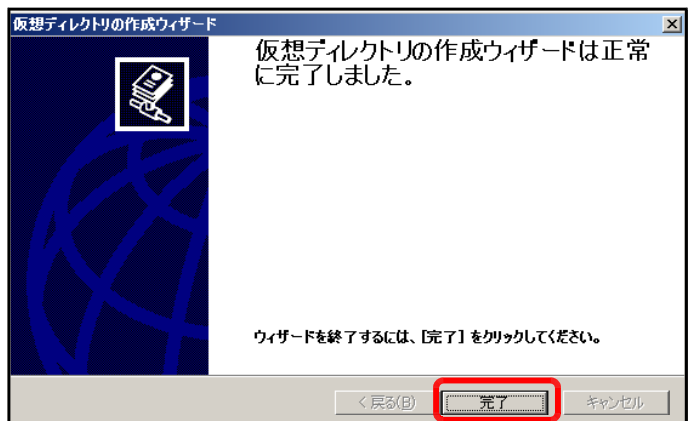 仮想ディレクトリの作成ウィザード
仮想ディレクトリの作成ウィザードは正常
に完了しました。
ウィザードを終了するには、[完了] をクリックしてください。
< 戻る(B)
完了
キャンセル